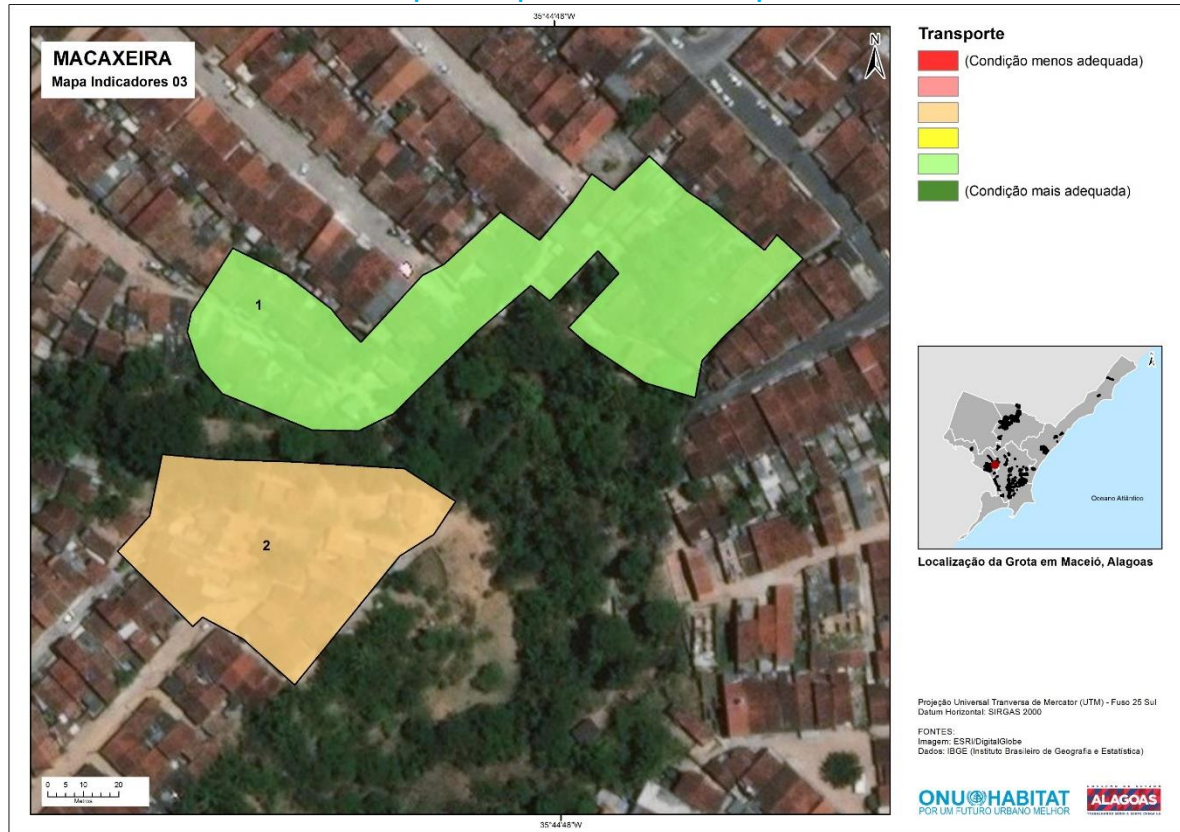 35°44'48"W
MACAXEIRA
Mapa Indicadores 03
N
1
2
0 5 10 20
Metros
35°44'48"W
Transporte
(Condição menos adequada)
(Condição mais adequada)
Oceano Atlântico
Localização da Grota em Maceió, Alagoas
Projeção Universal Tranversa de Mercator (UTM) - Fuso 25 Sul
Datum Horizontal: SIRGAS 2000
FONTES:
Imagem: ESRI/DigitalGlobe
Dados: IBGE (Instituto Brasileiro de Geografia e Estatística)
ONU HABITAT
POR UM FUTURO URBANO MELHOR
ALAGOAS